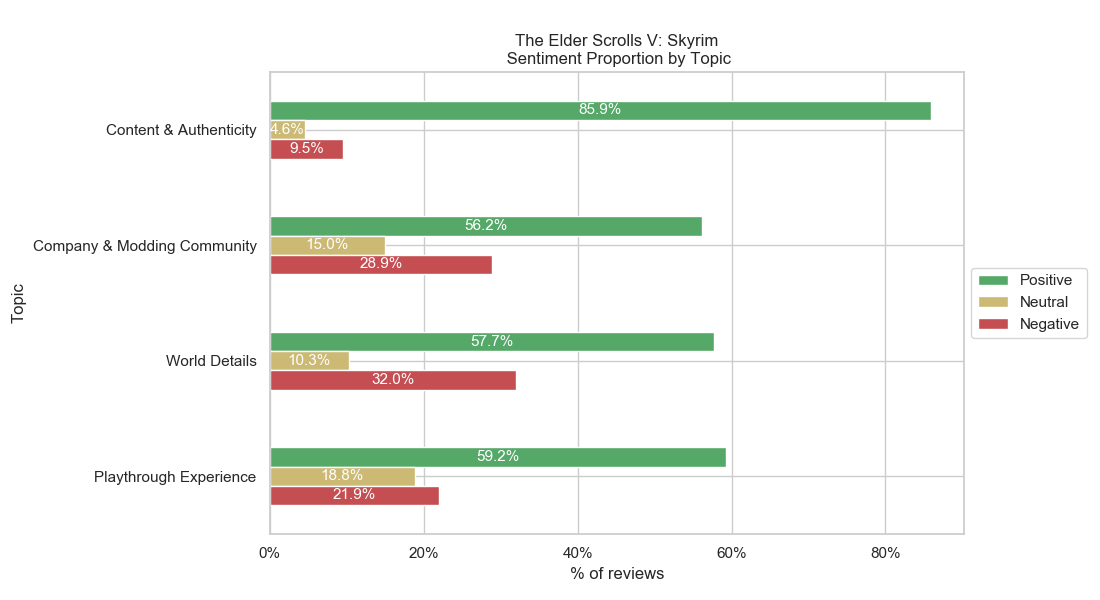 The Elder Scrolls V: Skyrim
Sentiment Proportion by Topic
Topic
Content & Authenticity
85.9%
4.6%
9.5%
Company & Modding Community
56.2%
15.0%
28.9%
World Details
57.7%
10.3%
32.0%
Playthrough Experience
59.2%
18.8%
21.9%
0% 20% 40% 60% 80%
% of reviews
Positive
Neutral
Negative